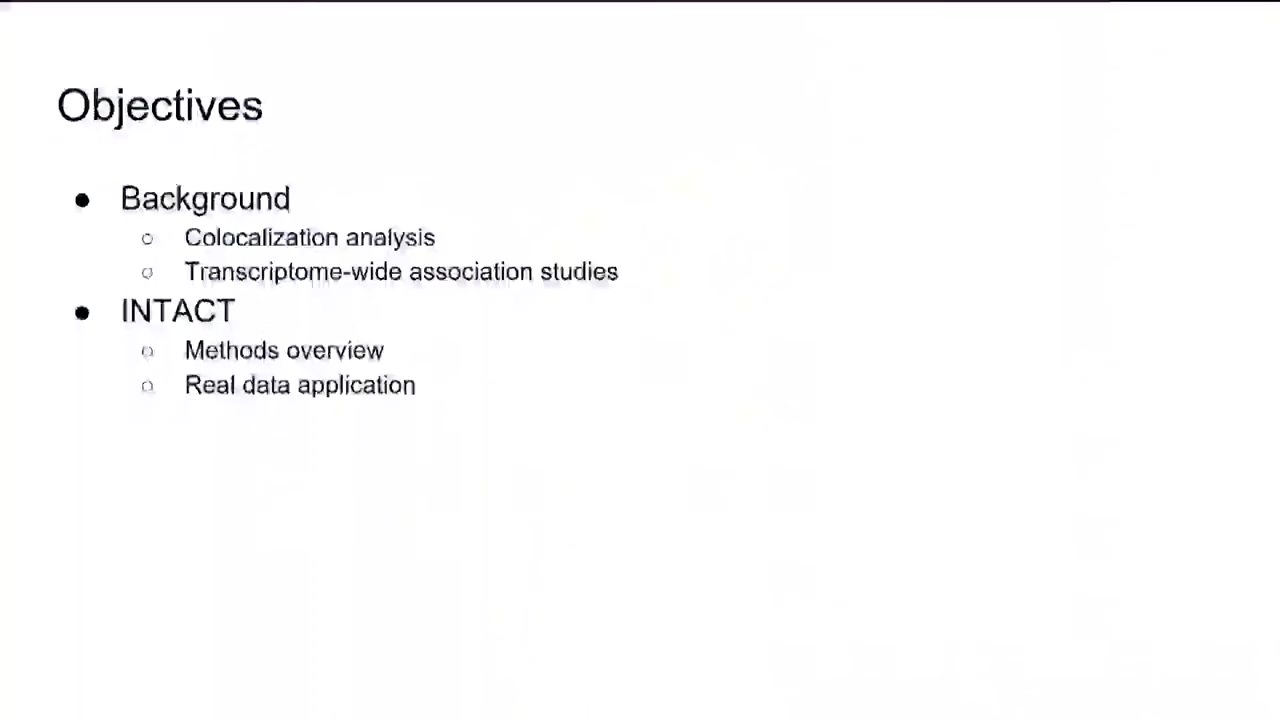 Objectives
● Background
○ Colocalization analysis
○ Transcriptome-wide association studies
● INTACT
○ Methods overview
○ Real data application